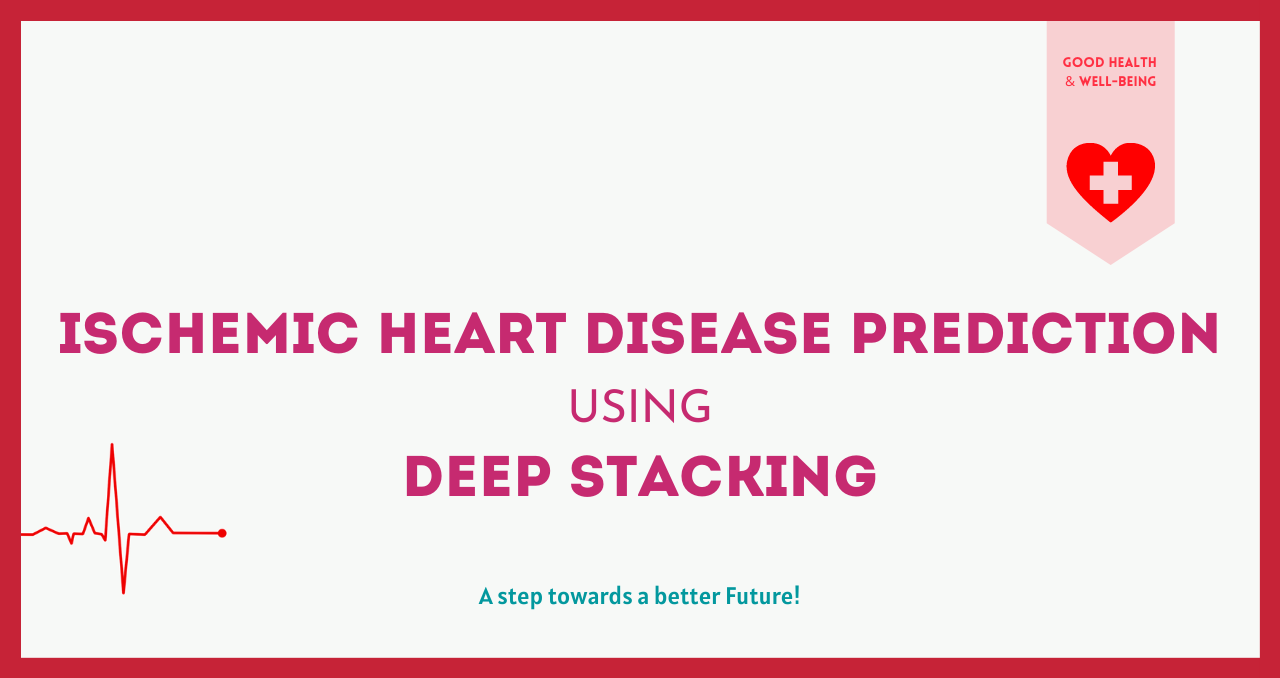 GOOD HEALTH
& WELL-BEING
ISCHEMIC HEART DISEASE PREDICTION
USING
DEEP STACKING
A step towards a better Future!